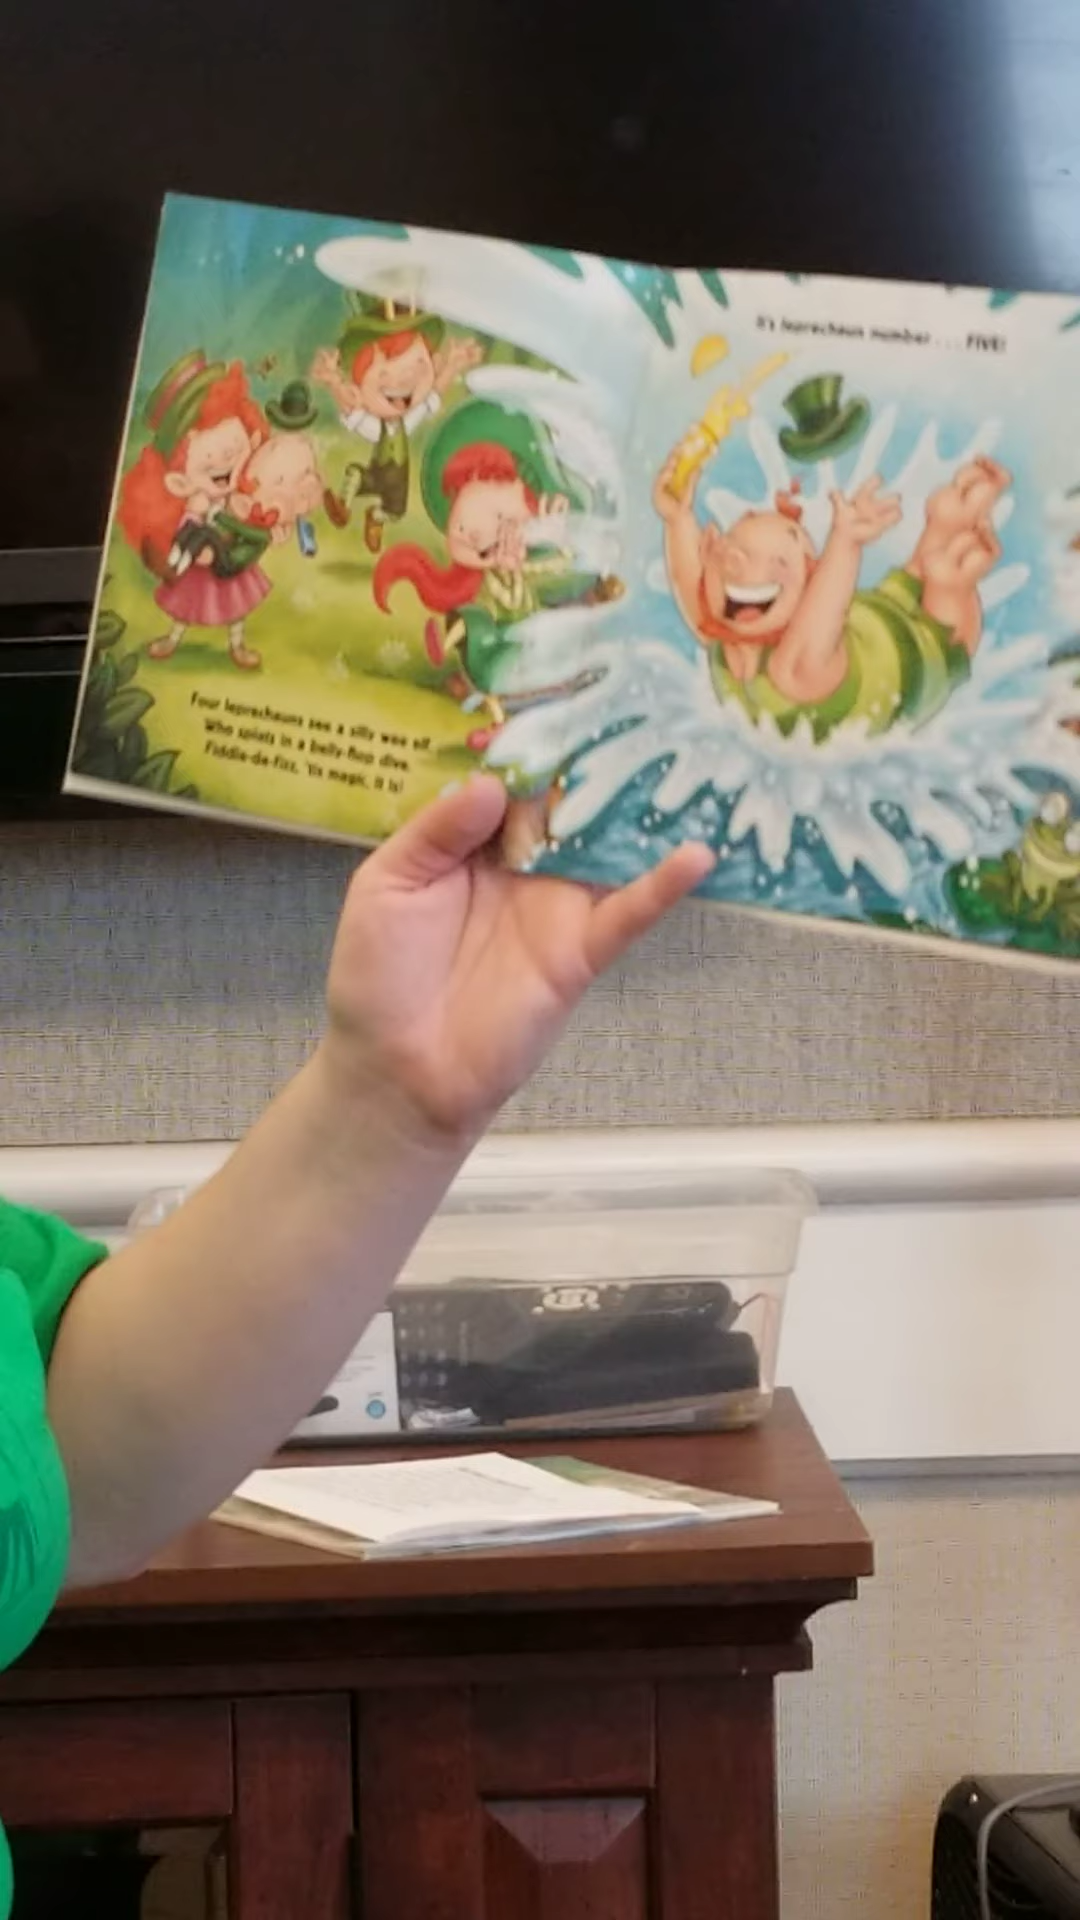 Four leprechauns see a silly wee elf
Who splats in a belly-flop dive.
Fiddle-de-fizz, 'tis magic, it is!
It's leprechaun number . . . FIVE!